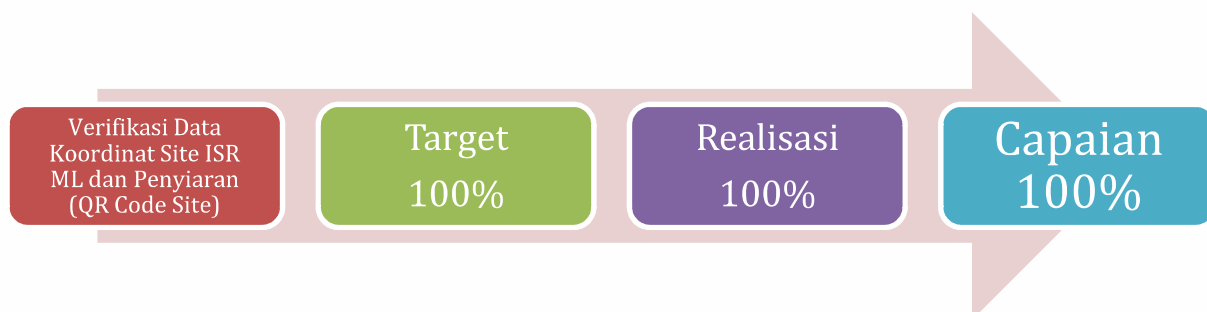 Verifikasi Data
Koordinat Site ISR
ML dan Penyiaran
(QR Code Site)
Target
100%
Realisasi
100%
Capaian
100%